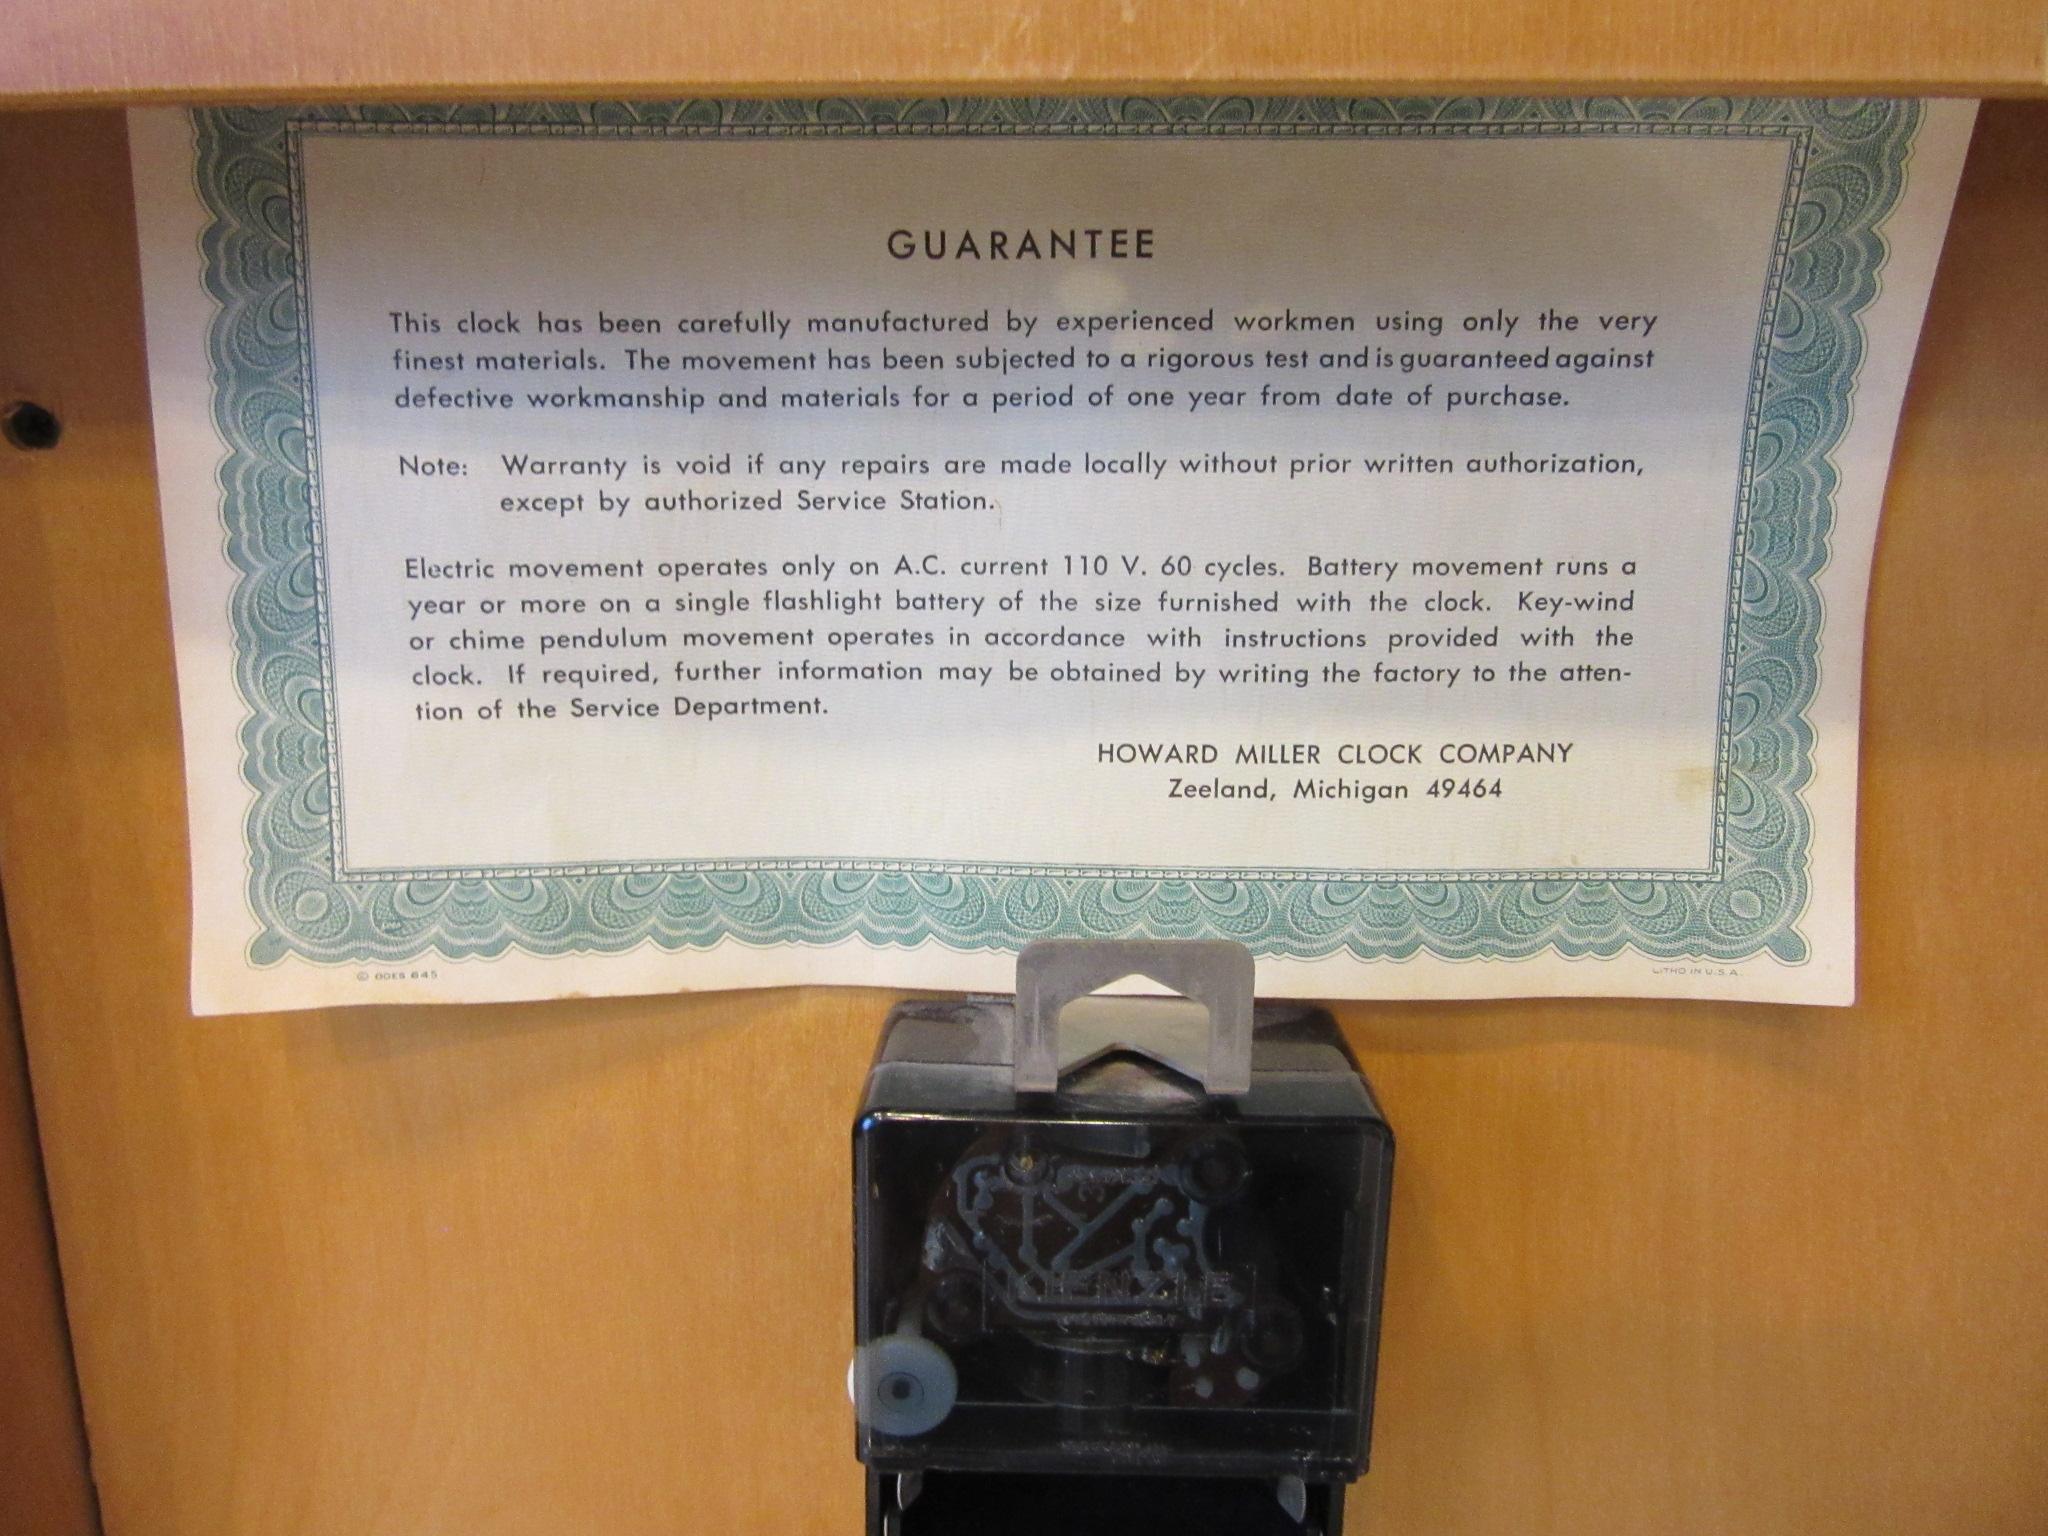 GUARANTEE
This clock has been carefully manufactured by experienced workmen using only the very
finest materials. The movement has been subjected to a rigorous test and is guaranteed against
defective workmanship and materials for a period of one year from date of purchase.
Note: Warranty is void if any repairs are made locally without prior written authorization,
except by authorized Service Station.
Electric movement operates only on A.C. current 110 V. 60 cycles. Battery movement runs a
year or more on a single flashlight battery of the size furnished with the clock. Key-wind
or chime pendulum movement operates in accordance with instructions provided with the
clock. If required, further information may be obtained by writing the factory to the atten-
tion of the Service Department.
HOWARD MILLER CLOCK COMPANY
Zeeland, Michigan 49464
© GOES 645
LITHO IN U.S.A.
KIENZLE